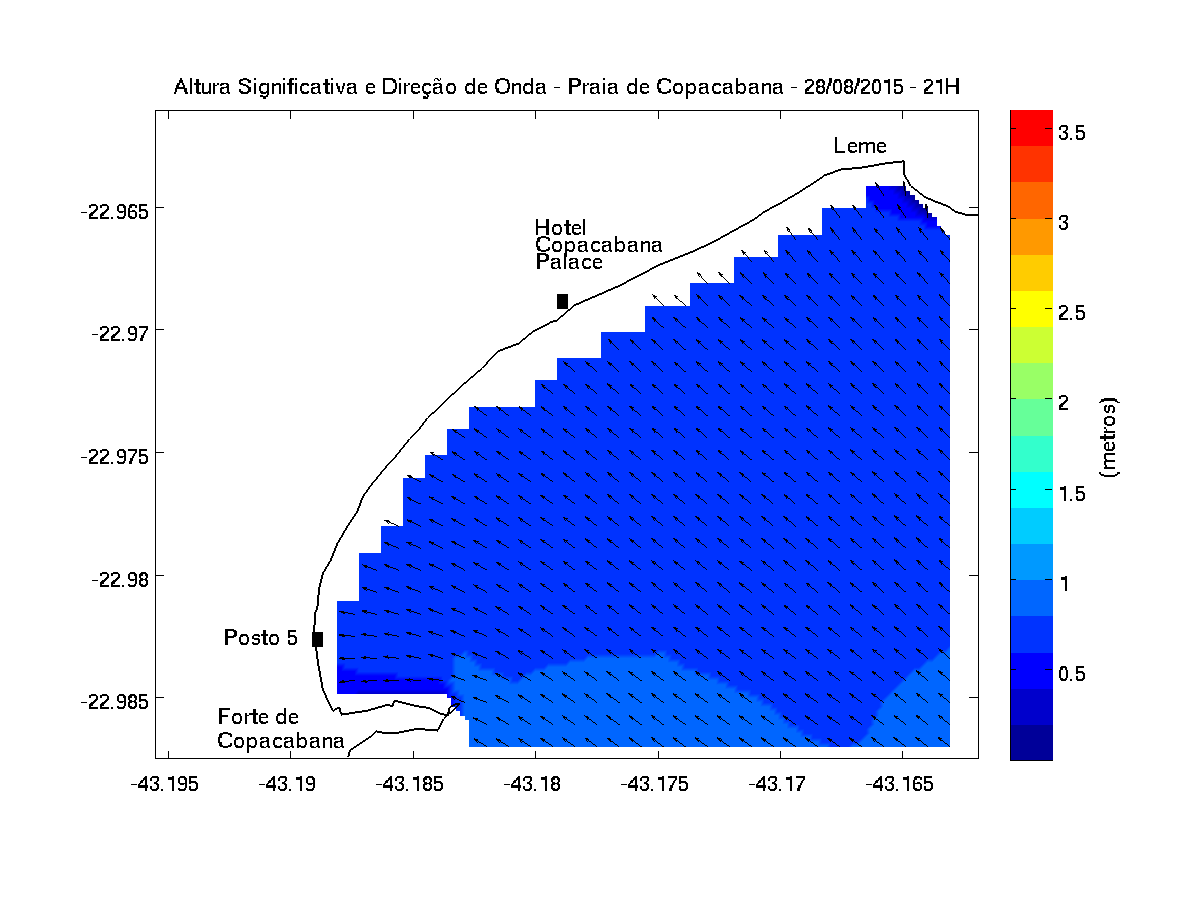 Altura Significativa e Direção de Onda - Praia de Copacabana - 28/08/2015 - 21H
Leme
Hotel
Copacabana
Palace
Posto 5
Forte de
Copacabana
-22.965
-22.97
-22.975
-22.98
-22.985
-43.195
-43.19
-43.185
-43.18
-43.175
-43.17
-43.165
3.5
3
2.5
2
1.5
1
0.5
(metros)